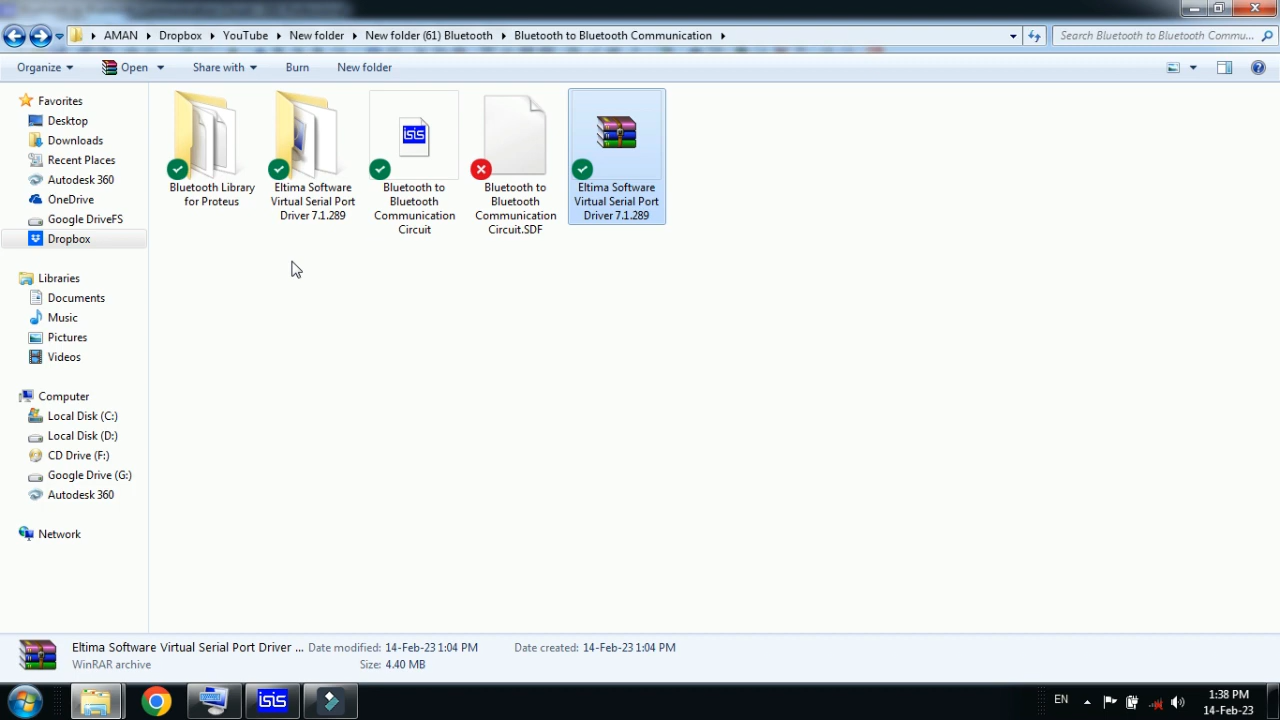 AMAN
Dropbox
YouTube
New folder
New folder (61) Bluetooth
Bluetooth to Bluetooth Communication
Search Bluetooth to Bluetooth Commu...
Organize
Open
Share with
Burn
New folder
Favorites
Desktop
Downloads
Recent Places
Autodesk 360
OneDrive
Google DriveFS
Dropbox
Libraries
Documents
Music
Pictures
Videos
Computer
Local Disk (C:)
Local Disk (D:)
CD Drive (F:)
Google Drive (G:)
Autodesk 360
Network
Bluetooth Library
for Proteus
Eltima Software
Virtual Serial Port
Driver 7.1.289
isis
Bluetooth to
Bluetooth
Communication
Circuit
Bluetooth to
Bluetooth
Communication
Circuit.SDF
Eltima Software
Virtual Serial Port
Driver 7.1.289
Eltima Software Virtual Serial Port Driver ...
WinRAR archive
Date modified: 14-Feb-23 1:04 PM
Size: 4.40 MB
Date created: 14-Feb-23 1:04 PM
isis
EN
1:38 PM
14-Feb-23